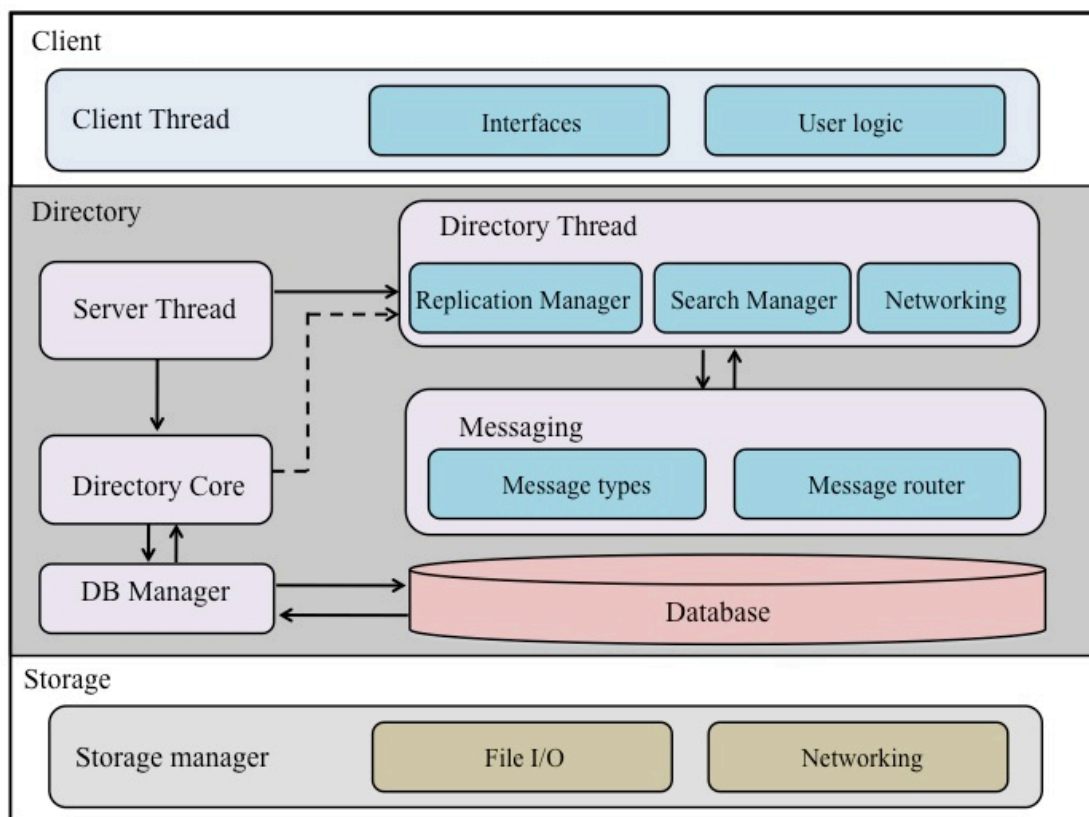 Client
Client Thread
Interfaces
User logic
Directory
Directory Thread
Server Thread
Replication Manager
Search Manager
Networking
Messaging
Directory Core
Message types
Message router
DB Manager
Database
Storage
Storage manager
File I/O
Networking